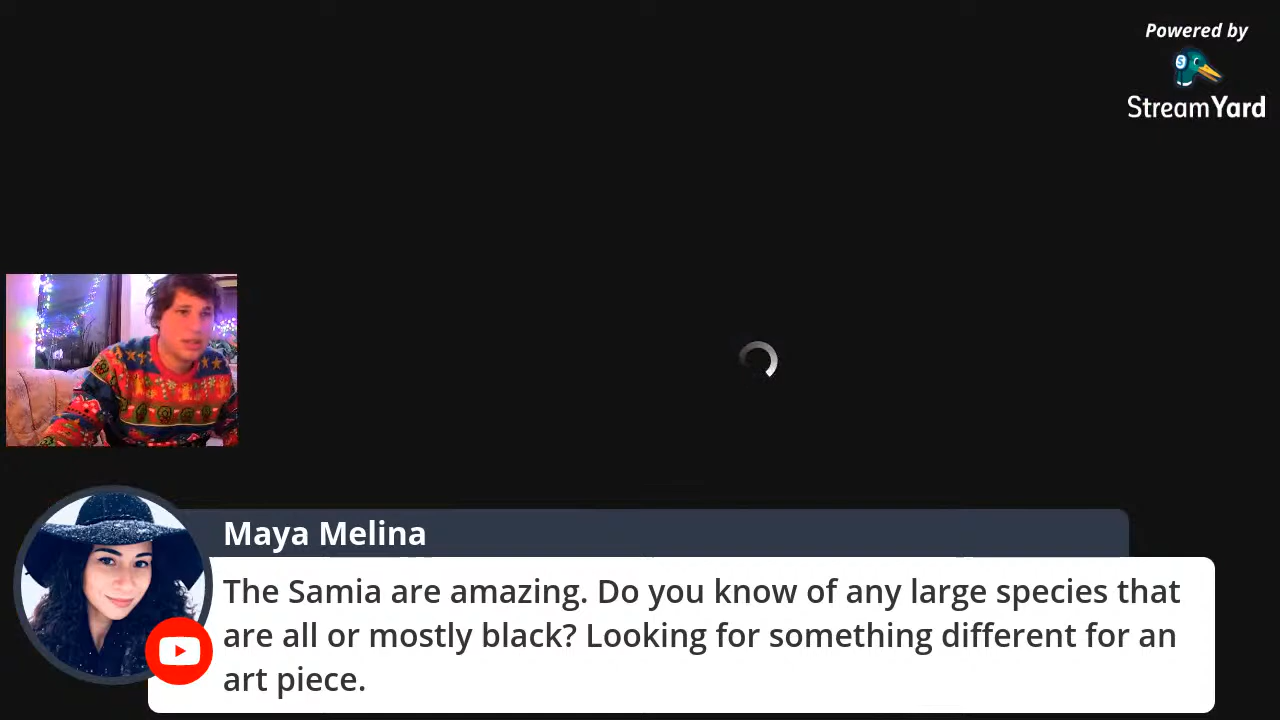 Powered by
StreamYard
Maya Melina
The Samia are amazing. Do you know of any large species that
are all or mostly black? Looking for something different for an
art piece.